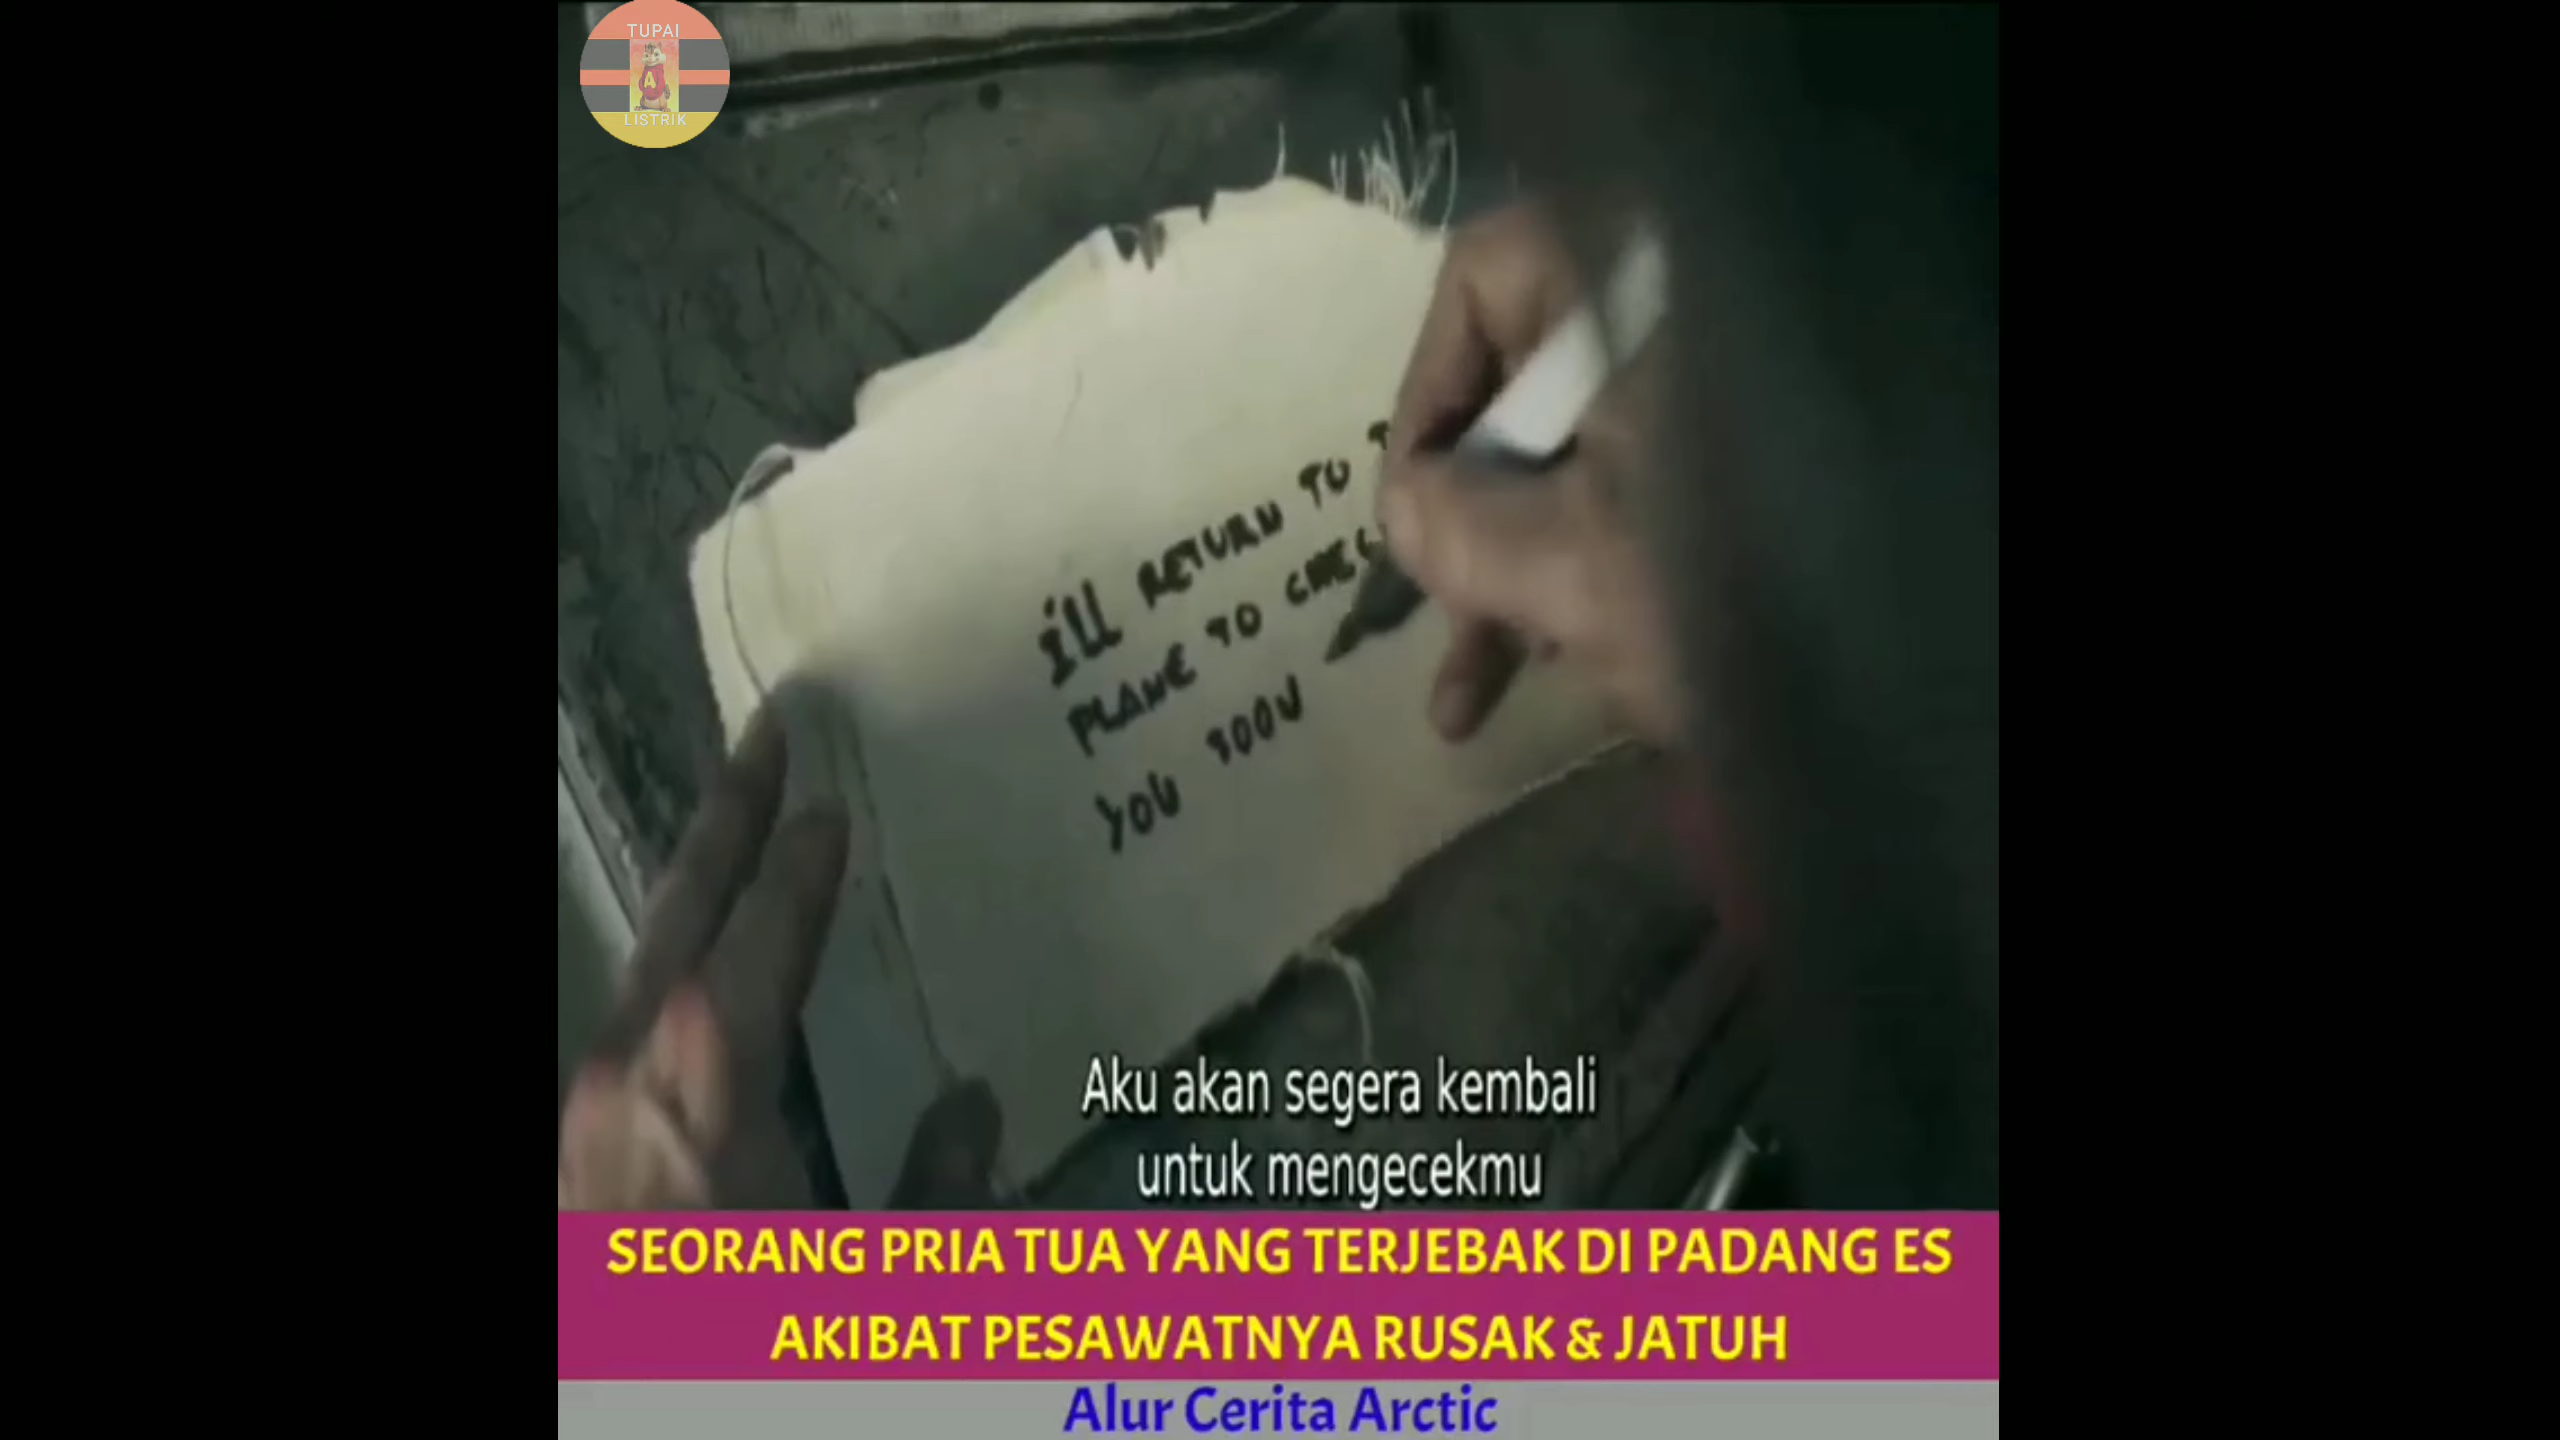 TUPAI
A
LISTRIK
ill RETURN TO
PLANE TO
YOU SOON
Aku akan segera kembali
untuk mengecekmu
SEORANG PRIA TUA YANG TERJEBAK DI PADANG ES
AKIBAT PESAWATNYA RUSAK & JATUH
Alur Cerita Arctic